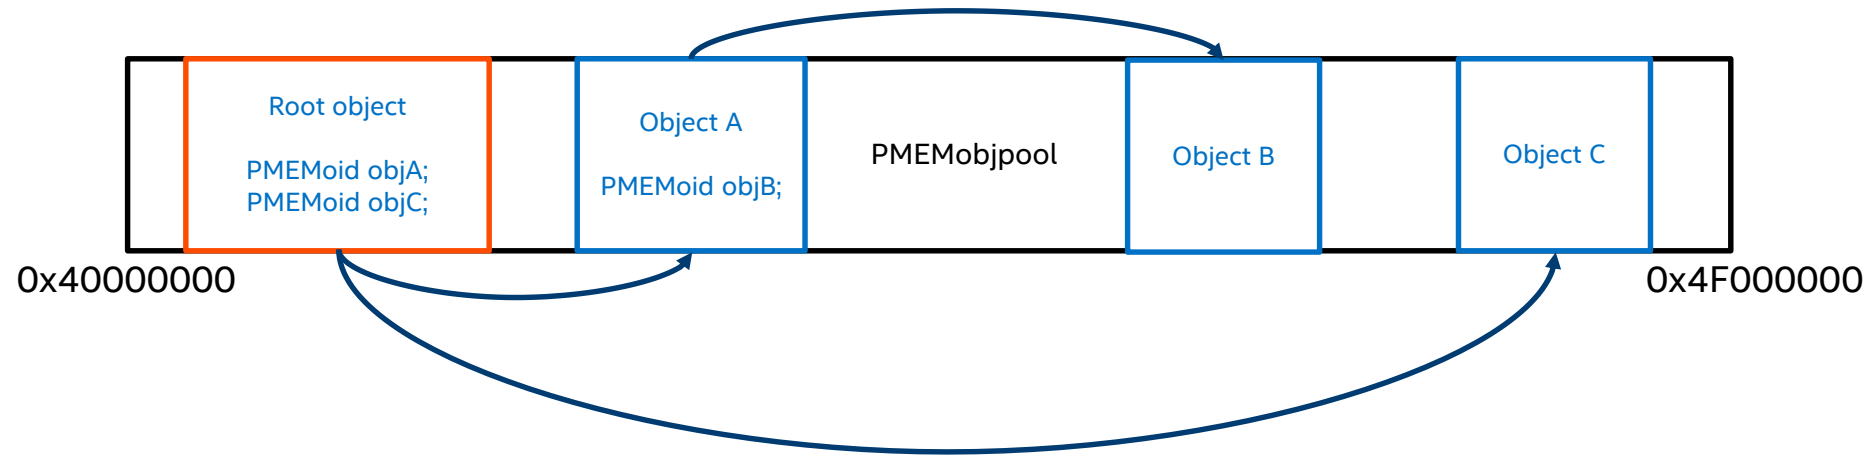 Root object
PMEMoid objA;
PMEMoid objC;
Object A
PMEMoid objB;
PMEMobjpool
Object B
Object C
0x40000000
0x4F000000